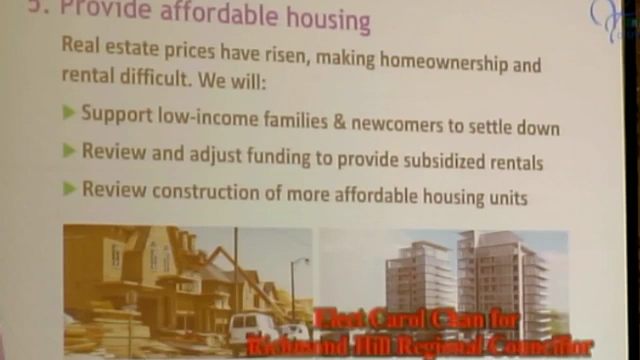 5. Provide affordable housing
Real estate prices have risen, making homeownership and
rental difficult. We will:
Support low-income families & newcomers to settle down
Review and adjust funding to provide subsidized rentals
Review construction of more affordable housing units
Elect Carol Chan for
Richmond Hill Regional Councillor